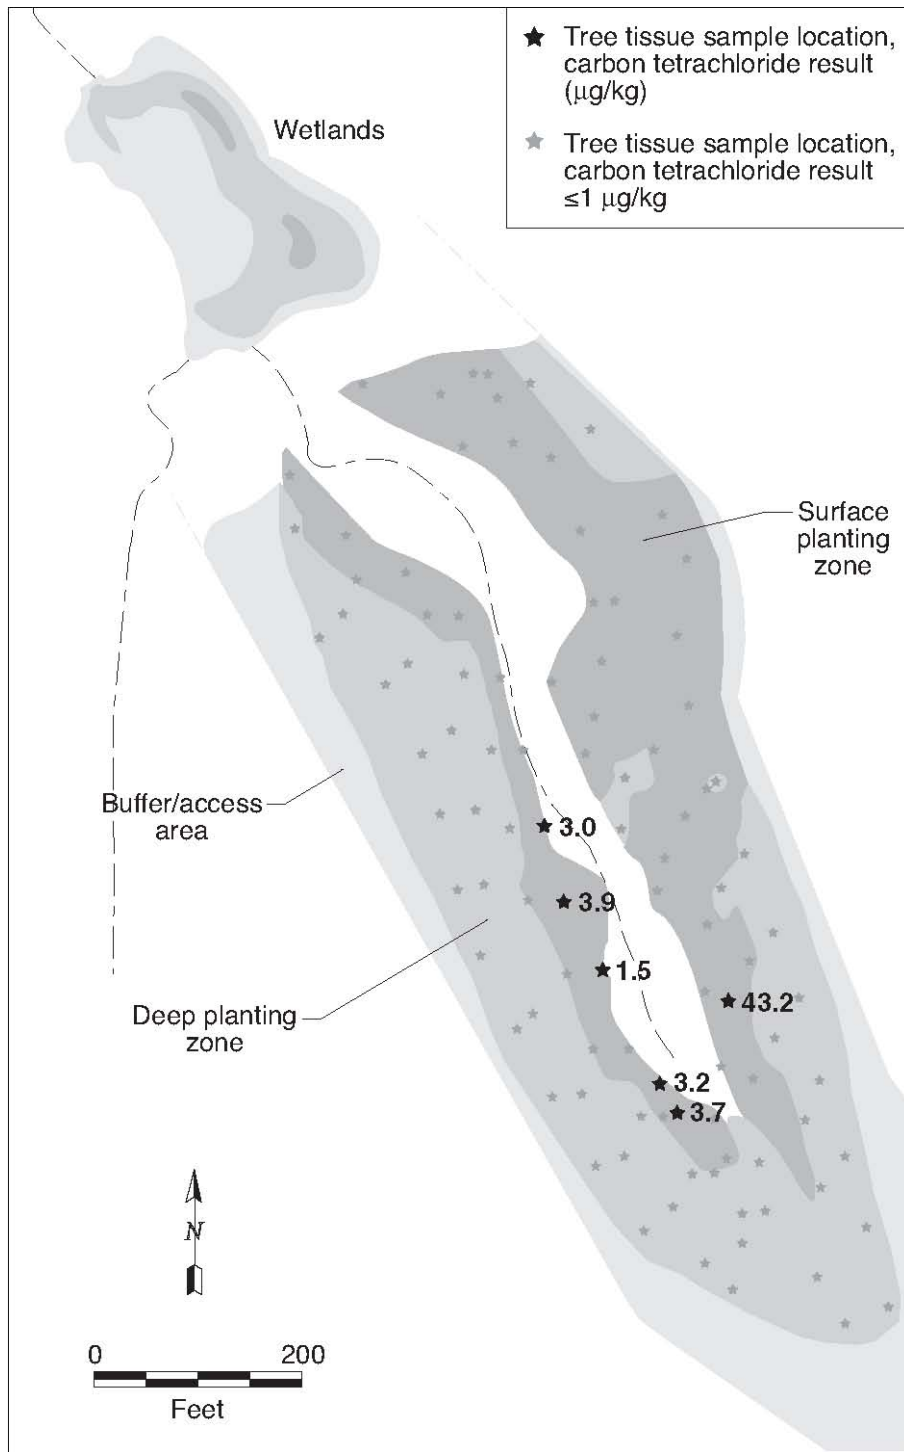 Tree tissue sample location,
carbon tetrachloride result
(μg/kg)
Tree tissue sample location,
carbon tetrachloride result
≤1 μg/kg
Wetlands
Surface
planting
zone
Buffer/access
area
3.0
3.9
1.5
43.2
Deep planting
zone
3.2
3.7
N
0 200
Feet